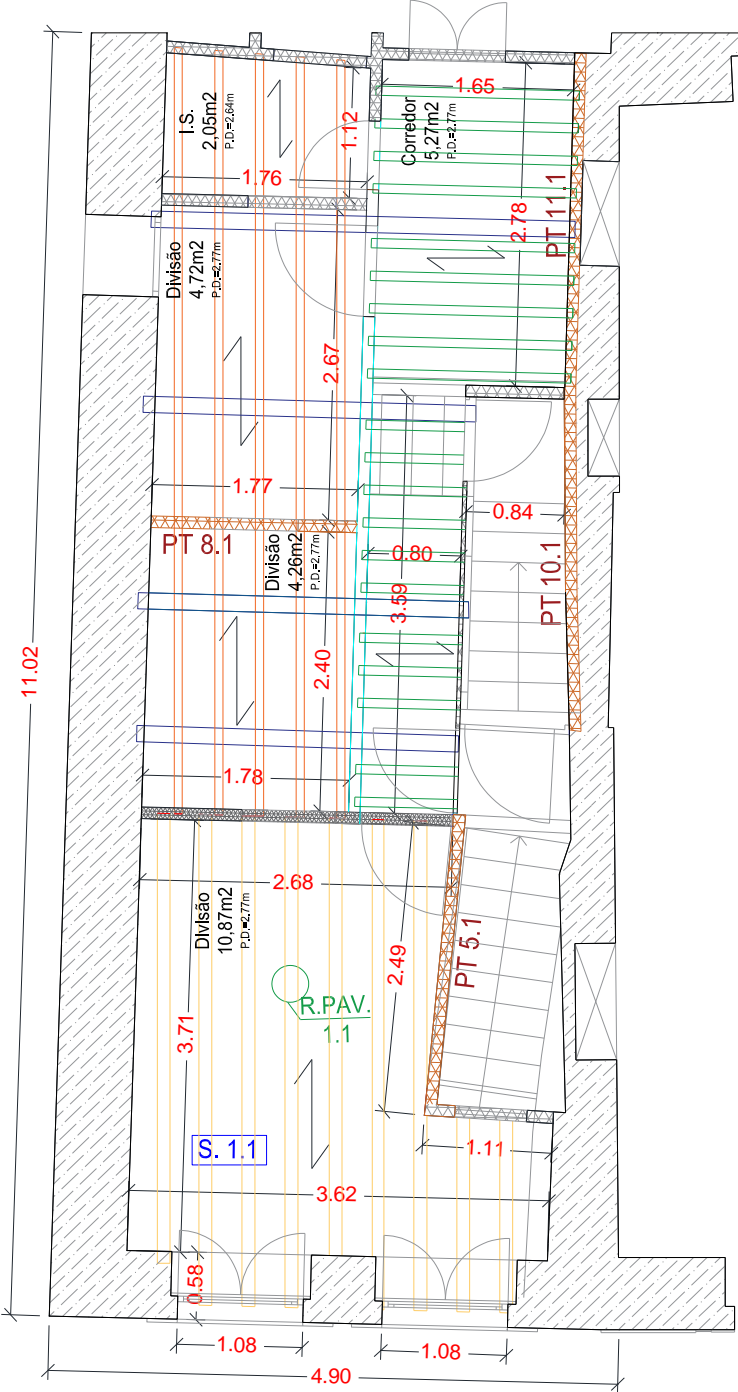 1.65
I.S.
2,05m2
P.D.=2.64m
1.12
Corredor
5,27m2
P.D.=2.77m
1.76
PT 11.1
2.78
Divisão
4,72m2
P.D.=2.77m
2.67
1.77
0.84
PT 8.1
Divisão
4,26m2
P.D.=2.77m
0.80
PT 10.1
3.59
11.02
2.40
1.78
2.68
Divisão
10,87m2
P.D.=2.77m
2.49
PT 5.1
R.PAV.
1.1
3.71
S. 1.1
1.11
3.62
0.58
1.08
1.08
4.90